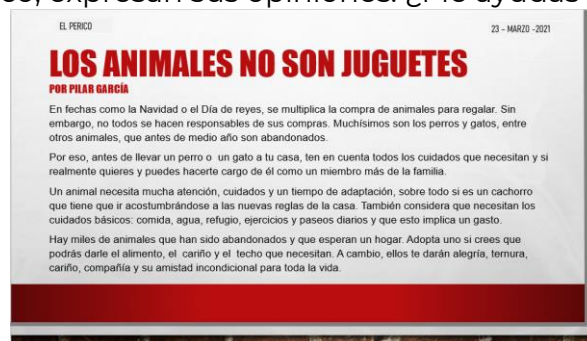 EL PERICO
23 – MARZO -2021
LOS ANIMALES NO SON JUGUETES
POR PILAR GARCÍA
En fechas como la Navidad o el Día de reyes, se multiplica la compra de animales para regalar. Sin
embargo, no todos se hacen responsables de sus compras. Muchísimos son los perros y gatos, entre
otros animales, que antes de medio año son abandonados.
Por eso, antes de llevar un perro o un gato a tu casa, ten en cuenta todos los cuidados que necesitan y si
realmente quieres y puedes hacerte cargo de él como un miembro más de la familia.
Un animal necesita mucha atención, cuidados y un tiempo de adaptación, sobre todo si es un cachorro
que tiene que ir acostumbrándose a las nuevas reglas de la casa. También considera que necesitan los
cuidados básicos: comida, agua, refugio, ejercicios y paseos diarios y que esto implica un gasto.
Hay miles de animales que han sido abandonados y que esperan un hogar. Adopta uno si crees que
podrás darle el alimento, el cariño y el techo que necesitan. A cambio, ellos te darán alegría, ternura,
cariño, compañía y su amistad incondicional para toda la vida.